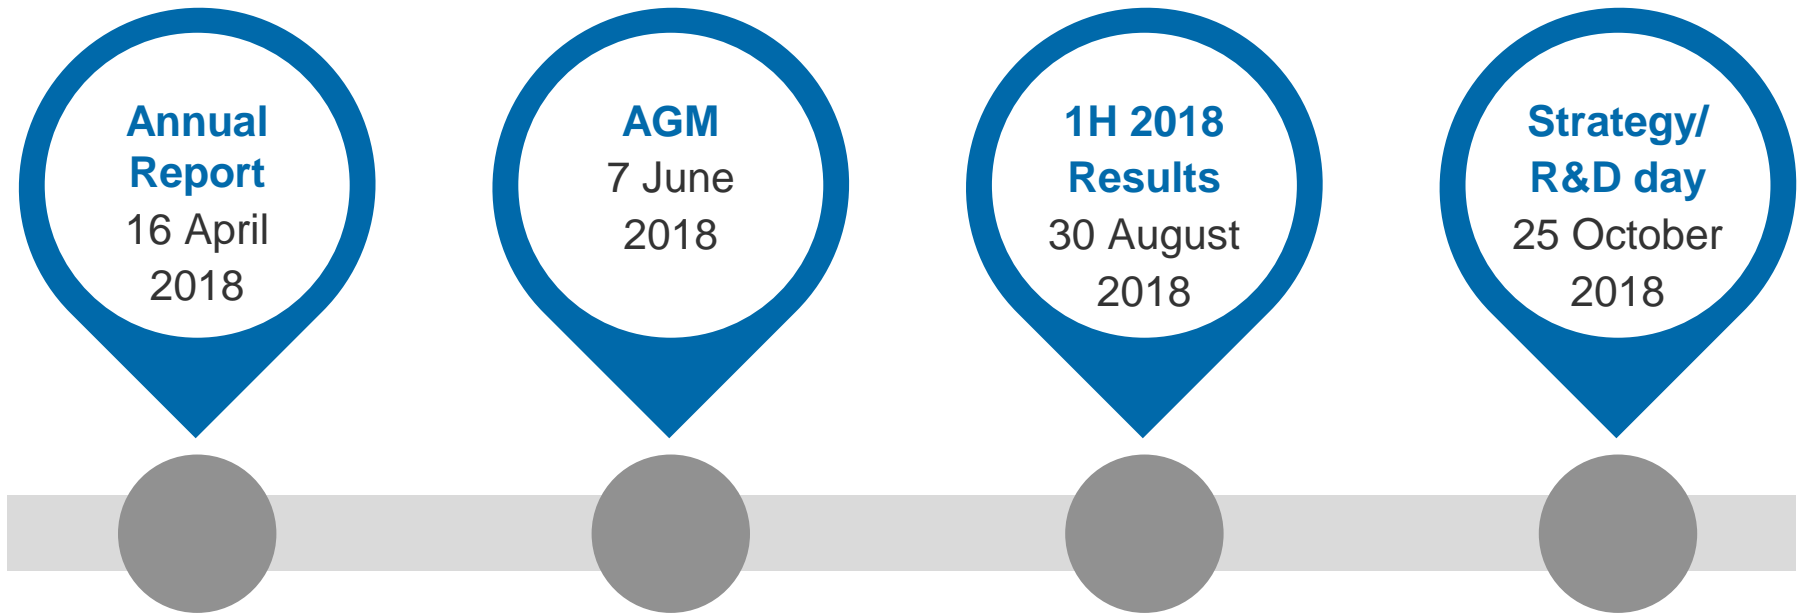 Annual
Report
16 April
2018
AGM
7 June
2018
1H 2018
Results
30 August
2018
Strategy/
R&D day
25 October
2018